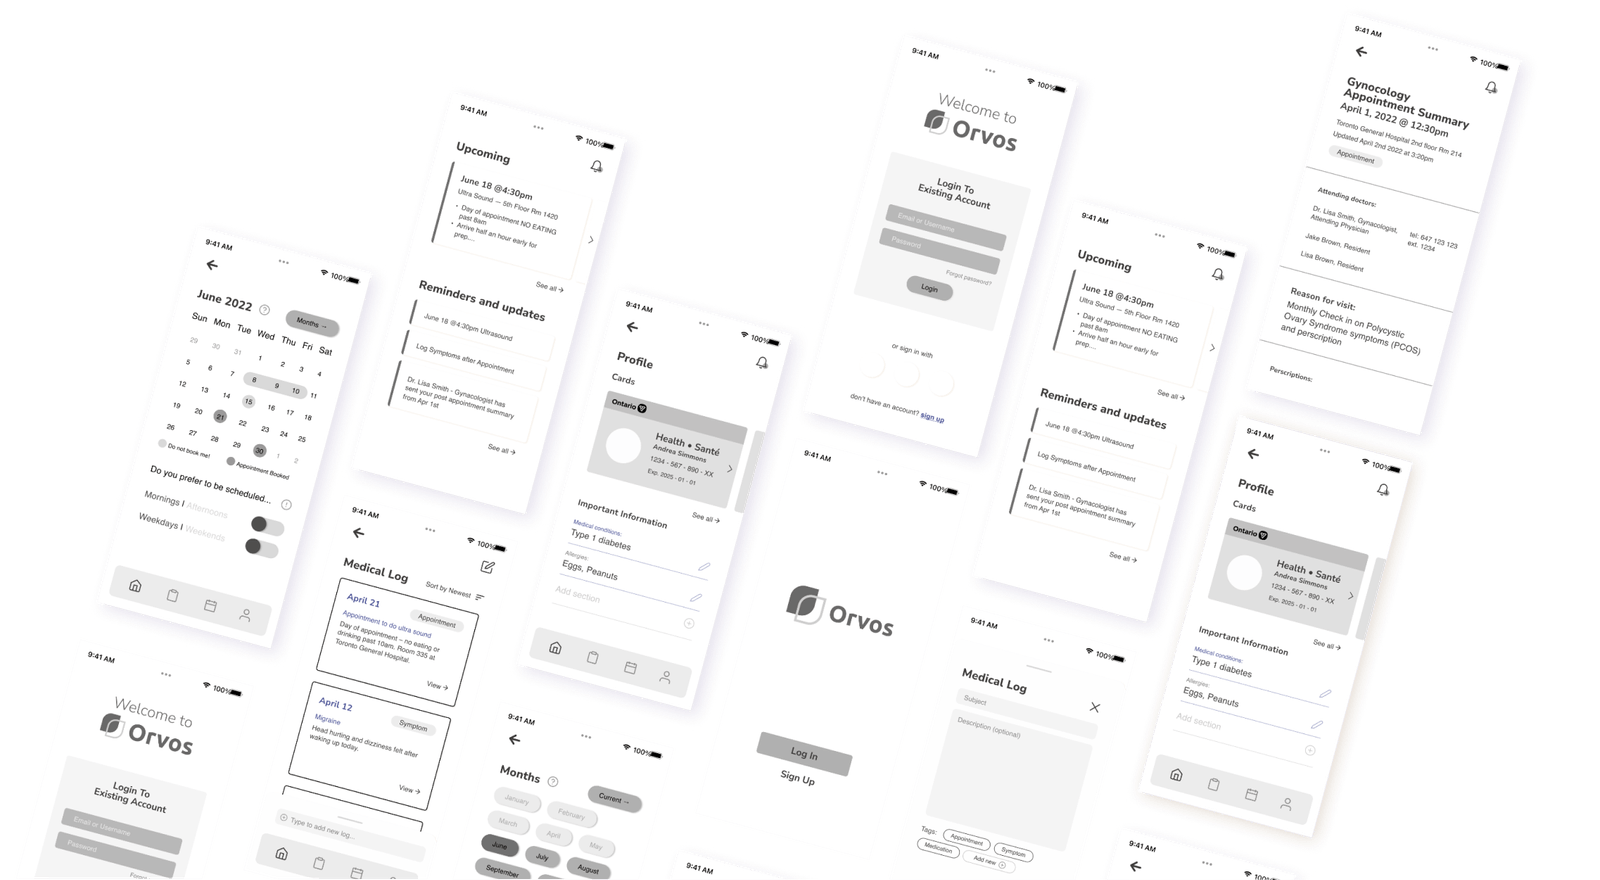 9:41 AM
100%
June 2022
Months →
Sun Mon Tue Wed Thu Fri Sat
29 30 31 1 2 3 4
5 6 7 8 9 10 11
12 13 14 15 16 17 18
19 20 21 22 23 24 25
26 27 28 29 30 1 2
Do not book me!
Appointment Booked
Do you prefer to be scheduled...
Mornings | Afternoons
Weekdays | Weekends
9:41 AM
100%
Welcome to
Orvos
Login To
Existing Account
Email or Username
Password
9:41 AM
100%
Upcoming
June 18 @4:30pm
Ultra Sound — 5th Floor Rm 1420
• Day of appointment NO EATING
past 8am
• Arrive half an hour early for
prep....
See all →
Reminders and updates
June 18 @4:30pm Ultrasound
Log Symptoms after Appointment
Dr. Lisa Smith - Gynacologist has
sent your post appointment summary
from Apr 1st
See all →
9:41 AM
100%
Medical Log
Sort by Newest
April 21
Appointment
Appointment to do ultra sound
Day of appointment – no eating or
drinking past 10am. Room 335 at
Toronto General Hospital.
View →
April 12
Symptom
Migraine
Head hurting and dizziness felt after
waking up today.
View →
Type to add new log...
9:41 AM
100%
Profile
Cards
Ontario
Health • Santé
Andrea Simmons
1234 - 567 - 890 - XX
Exp. 2025 - 01 - 01
See all →
Important Information
Medical conditions:
Type 1 diabetes
Allergies:
Eggs, Peanuts
Add section
9:41 AM
100%
Months
Current →
January
February
March
April
May
June
July
August
September
9:41 AM
100%
Welcome to
Orvos
Login To
Existing Account
Email or Username
Password
Forgot password?
Login
or sign in with
don't have an account? sign up
9:41 AM
100%
Orvos
Log In
Sign Up
9:41 AM
9:41 AM
100%
Upcoming
June 18 @4:30pm
Ultra Sound — 5th Floor Rm 1420
• Day of appointment NO EATING
past 8am
• Arrive half an hour early for
prep....
See all →
Reminders and updates
June 18 @4:30pm Ultrasound
Log Symptoms after Appointment
Dr. Lisa Smith - Gynacologist has
sent your post appointment summary
from Apr 1st
See all →
9:41 AM
100%
Medical Log
Subject
Description (optional)
Tags:
Appointment
Symptom
Medication
Add new
9:41 AM
100%
Gynocology
Appointment Summary
April 1, 2022 @ 12:30pm
Toronto General Hospital 2nd floor Rm 214
Updated April 2nd 2022 at 3:20pm
Appointment
Attending doctors:
Dr. Lisa Smith, Gynacologist,
Attending Physician
tel: 647 123 123
ext. 1234
Jake Brown, Resident
Lisa Brown, Resident
Reason for visit:
Monthly Check in on Polycystic
Ovary Syndrome symptoms (PCOS)
and perscription
Perscriptions:
9:41 AM
100%
Profile
Cards
Ontario
Health • Santé
Andrea Simmons
1234 - 567 - 890 - XX
Exp. 2025 - 01 - 01
See all →
Important Information
Medical conditions:
Type 1 diabetes
Allergies:
Eggs, Peanuts
Add section
9:41 AM
100%